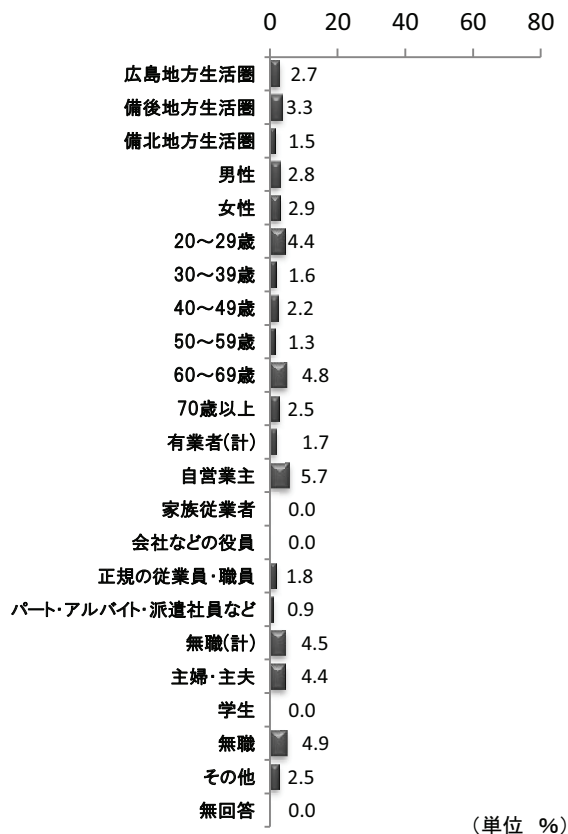 0 20 40 60 80
広島地方生活圏 2.7
備後地方生活圏 3.3
備北地方生活圏 1.5
男性 2.8
女性 2.9
20～29歳 4.4
30～39歳 1.6
40～49歳 2.2
50～59歳 1.3
60～69歳 4.8
70歳以上 2.5
有業者(計) 1.7
自営業主 5.7
家族従業者 0.0
会社などの役員 0.0
正規の従業員・職員 1.8
パート・アルバイト・派遣社員など 0.9
無職(計) 4.5
主婦・主夫 4.4
学生 0.0
無職 4.9
その他 2.5
無回答 0.0
(単位 %)